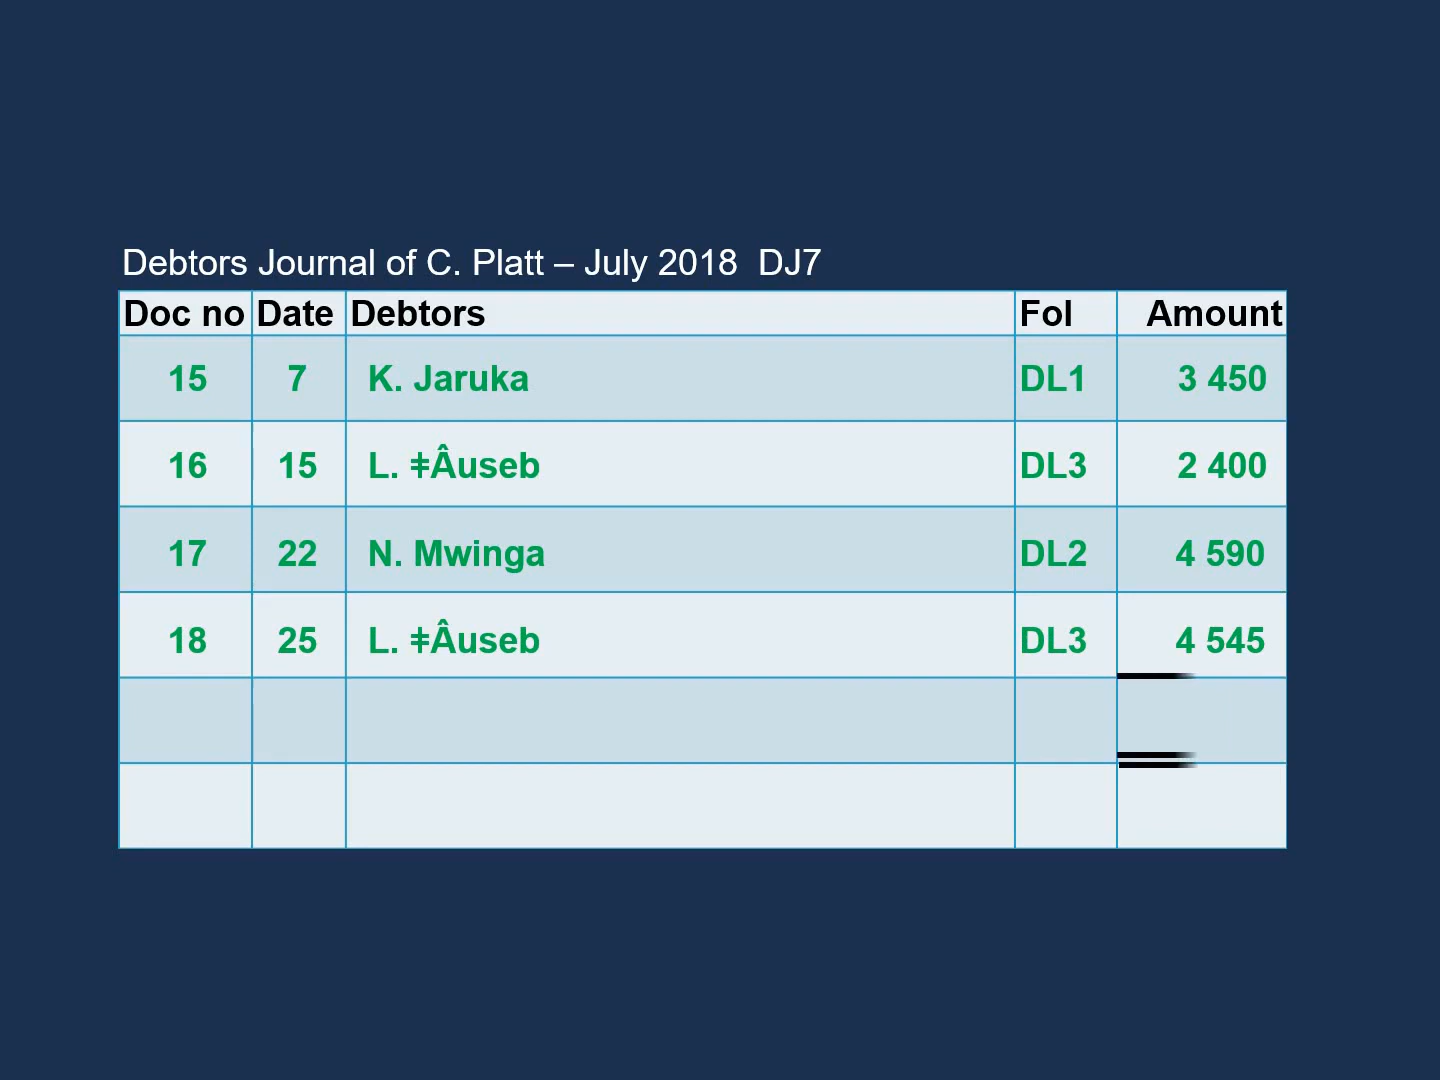 Debtors Journal of C. Platt – July 2018 DJ7
Doc no Date Debtors Fol Amount
15 7 K. Jaruka DL1 3 450
16 15 L. ǂÂuseb DL3 2 400
17 22 N. Mwinga DL2 4 590
18 25 L. ǂÂuseb DL3 4 545